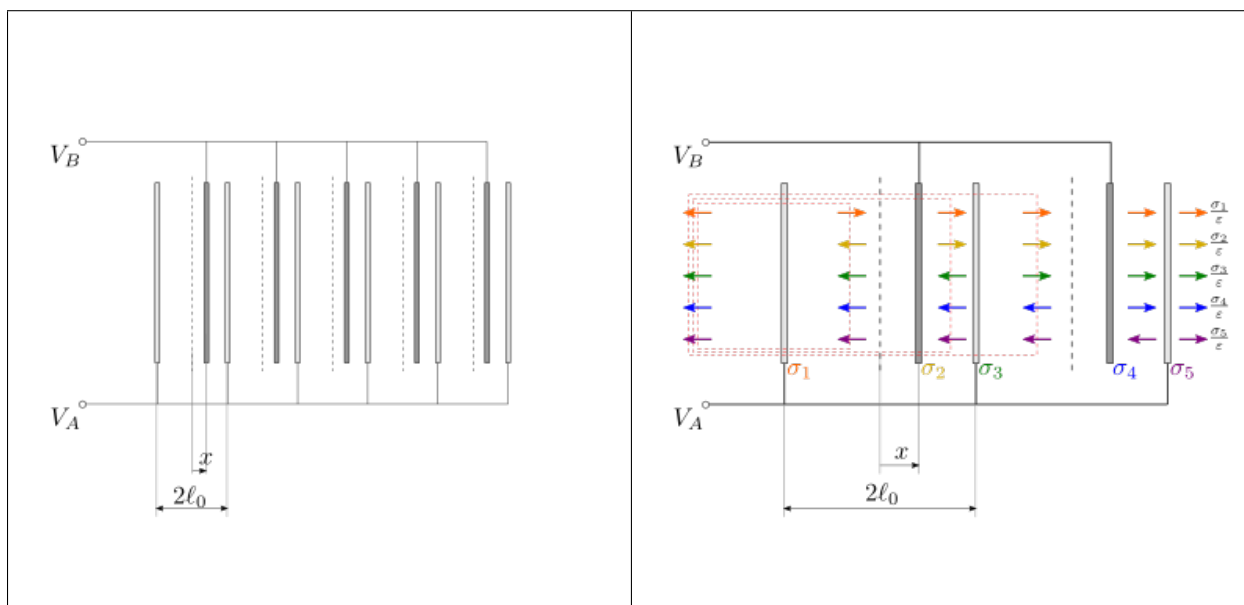 V_B
V_A
x
2ℓ_0
V_B
σ_1/ε
σ_2/ε
σ_3/ε
σ_4/ε
σ_5/ε
σ_1 σ_2 σ_3 σ_4 σ_5
V_A
x
2ℓ_0